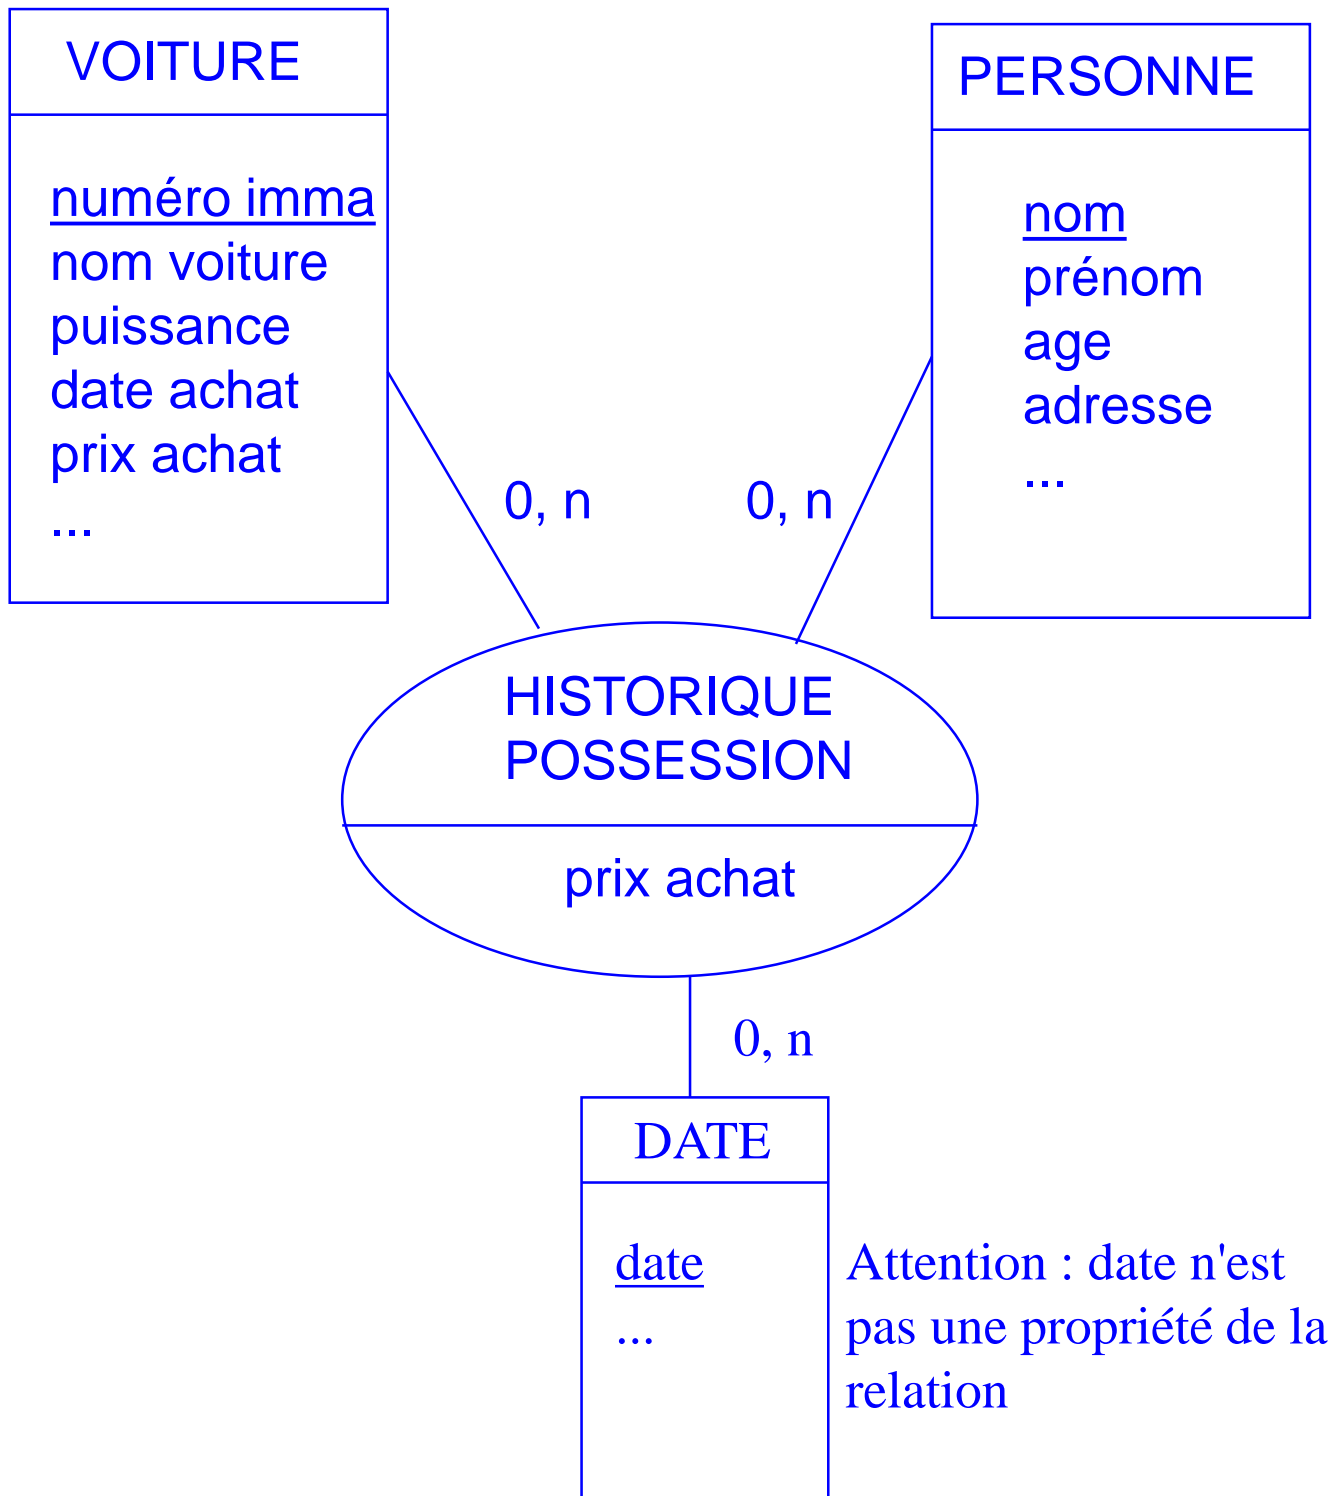 VOITURE
numéro imma
nom voiture
puissance
date achat
prix achat
...
PERSONNE
nom
prénom
age
adresse
...
0, n
0, n
HISTORIQUE
POSSESSION
prix achat
0, n
DATE
date
...
Attention : date n'est
pas une propriété de la
relation